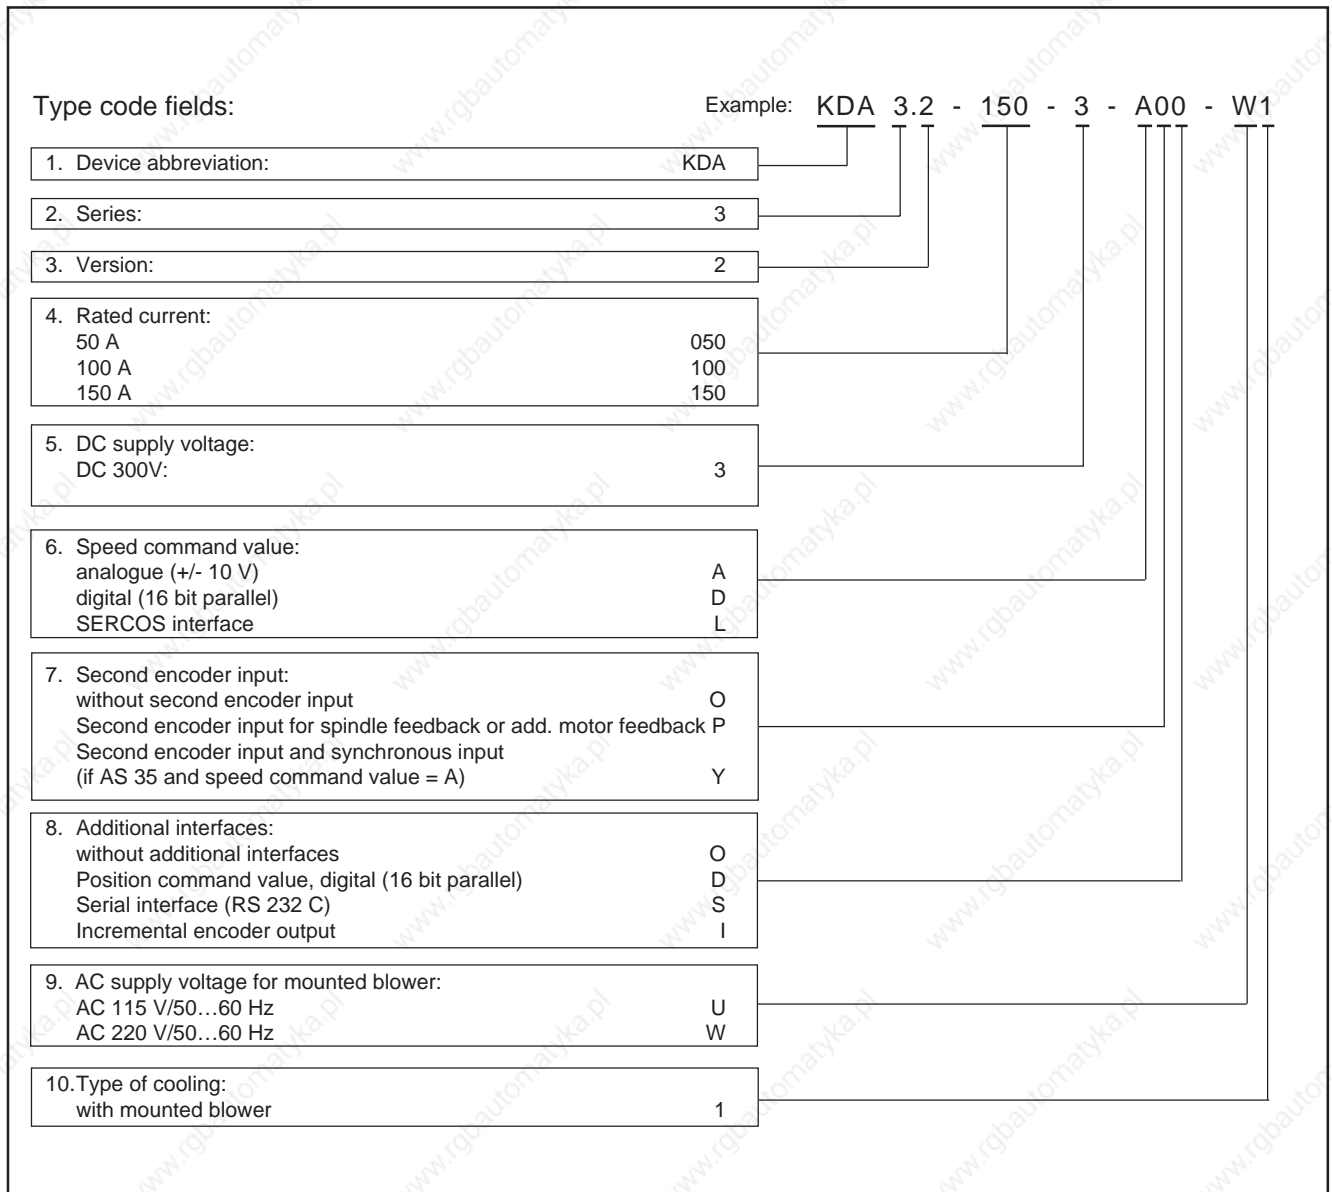 Type code fields:
Example: KDA 3.2 - 150 - 3 - A00 - W1
1. Device abbreviation: KDA
2. Series: 3
3. Version: 2
4. Rated current:
50 A 050
100 A 100
150 A 150
5. DC supply voltage:
DC 300V: 3
6. Speed command value:
analogue (+/- 10 V) A
digital (16 bit parallel) D
SERCOS interface L
7. Second encoder input:
without second encoder input O
Second encoder input for spindle feedback or add. motor feedback P
Second encoder input and synchronous input
(if AS 35 and speed command value = A) Y
8. Additional interfaces:
without additional interfaces O
Position command value, digital (16 bit parallel) D
Serial interface (RS 232 C) S
Incremental encoder output I
9. AC supply voltage for mounted blower:
AC 115 V/50…60 Hz U
AC 220 V/50…60 Hz W
10.Type of cooling:
with mounted blower 1
www.rgbautomatyka.pl